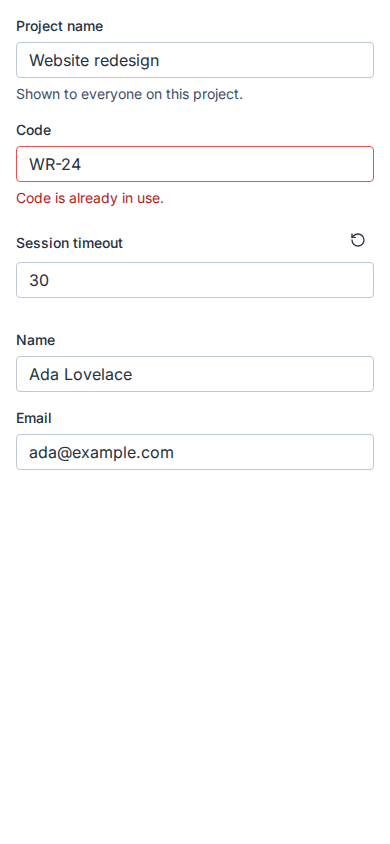 Project name
Website redesign
Shown to everyone on this project.
Code
WR-24
Code is already in use.
Session timeout
30
Name
Ada Lovelace
Email
ada@example.com